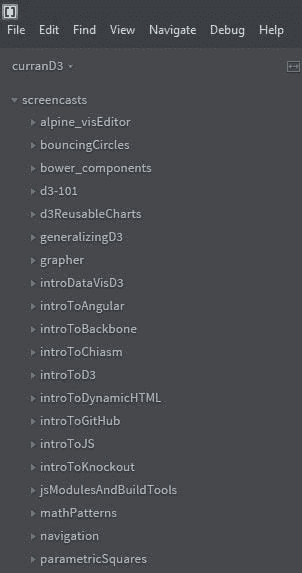 File Edit Find View Navigate Debug Help
curranD3
screencasts
alpine_visEditor
bouncingCircles
bower_components
d3-101
d3ReusableCharts
generalizingD3
grapher
introDataVisD3
introToAngular
introToBackbone
introToChiasm
introToD3
introToDynamicHTML
introToGitHub
introToJS
introToKnockout
jsModulesAndBuildTools
mathPatterns
navigation
parametricSquares